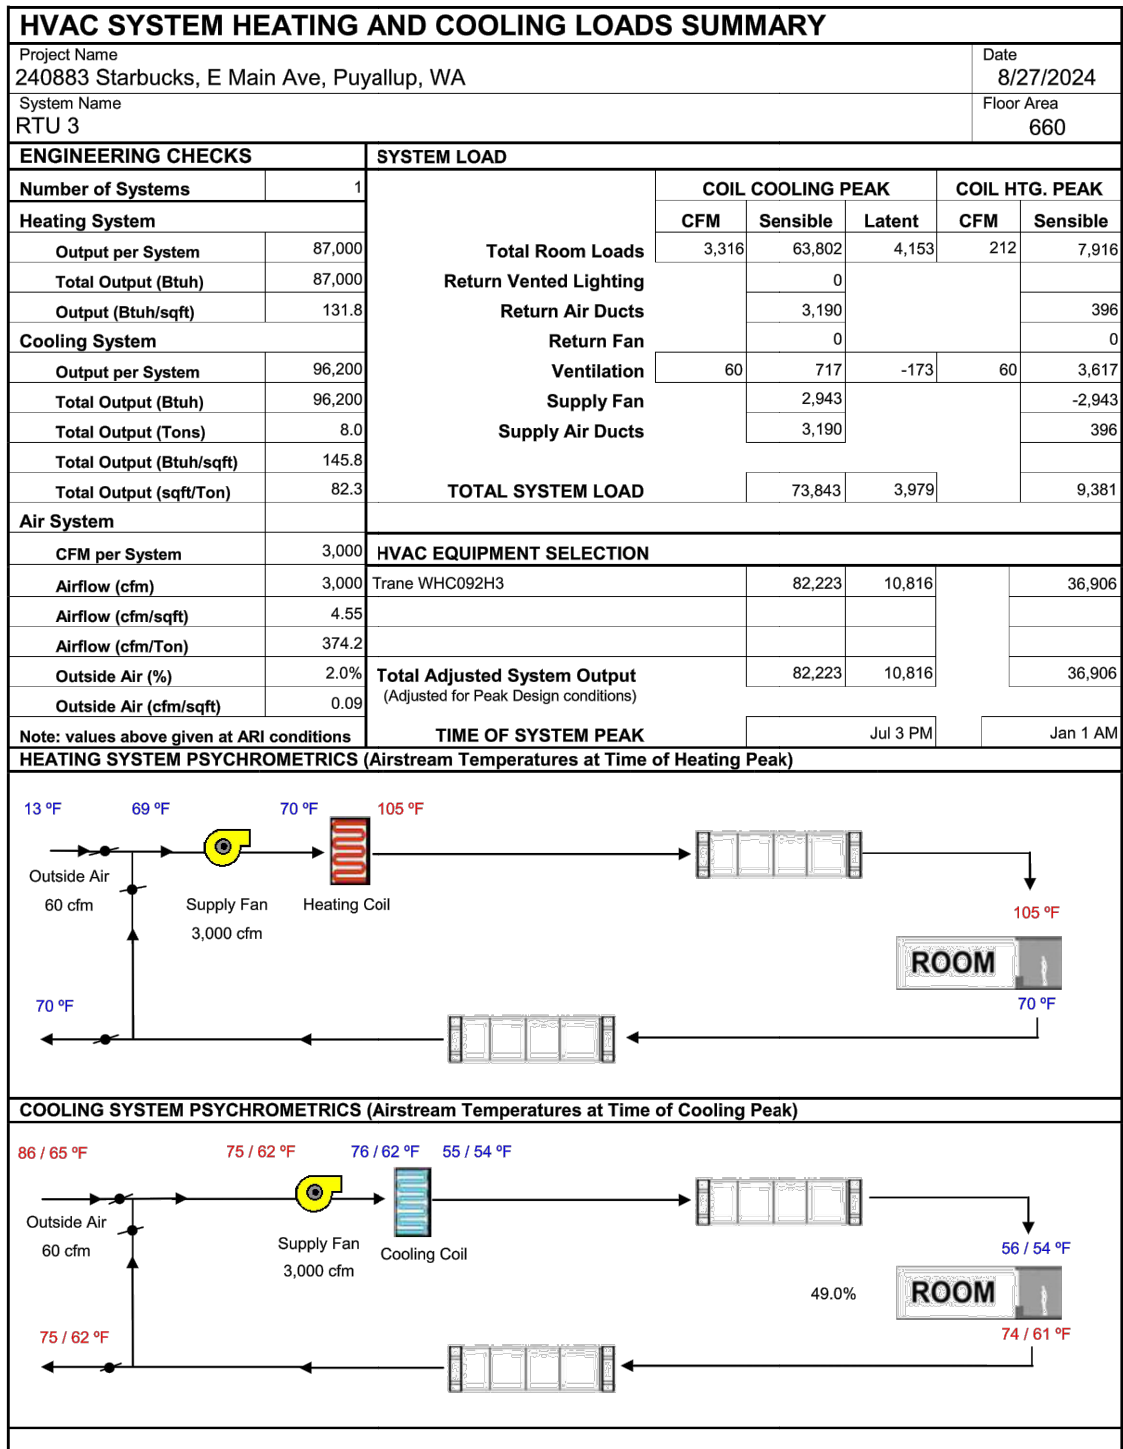 HVAC SYSTEM HEATING AND COOLING LOADS SUMMARY
Project Name Date
240883 Starbucks, E Main Ave, Puyallup, WA 8/27/2024
System Name Floor Area
RTU 3 660
ENGINEERING CHECKS SYSTEM LOAD
Number of Systems 1 COIL COOLING PEAK COIL HTG. PEAK
Heating System CFM Sensible Latent CFM Sensible
Output per System 87,000 Total Room Loads 3,316 63,802 4,153 212 7,916
Total Output (Btuh) 87,000 Return Vented Lighting 0
Output (Btuh/sqft) 131.8 Return Air Ducts 3,190 396
Cooling System Return Fan 0 0
Output per System 96,200 Ventilation 60 717 -173 60 3,617
Total Output (Btuh) 96,200 Supply Fan 2,943 -2,943
Total Output (Tons) 8.0 Supply Air Ducts 3,190 396
Total Output (Btuh/sqft) 145.8
Total Output (sqft/Ton) 82.3 TOTAL SYSTEM LOAD 73,843 3,979 9,381
Air System
CFM per System 3,000 HVAC EQUIPMENT SELECTION
Airflow (cfm) 3,000 Trane WHC092H3 82,223 10,816 36,906
Airflow (cfm/sqft) 4.55
Airflow (cfm/Ton) 374.2
Outside Air (%) 2.0% Total Adjusted System Output 82,223 10,816 36,906
Outside Air (cfm/sqft) 0.09 (Adjusted for Peak Design conditions)
Note: values above given at ARI conditions TIME OF SYSTEM PEAK Jul 3 PM Jan 1 AM
HEATING SYSTEM PSYCHROMETRICS (Airstream Temperatures at Time of Heating Peak)
13 ºF 69 ºF 70 ºF 105 ºF
Outside Air
60 cfm Supply Fan Heating Coil
3,000 cfm
105 ºF
ROOM
70 ºF 70 ºF
COOLING SYSTEM PSYCHROMETRICS (Airstream Temperatures at Time of Cooling Peak)
86 / 65 ºF 75 / 62 ºF 76 / 62 ºF 55 / 54 ºF
Outside Air
60 cfm Supply Fan Cooling Coil 56 / 54 ºF
3,000 cfm
49.0% ROOM
75 / 62 ºF 74 / 61 ºF